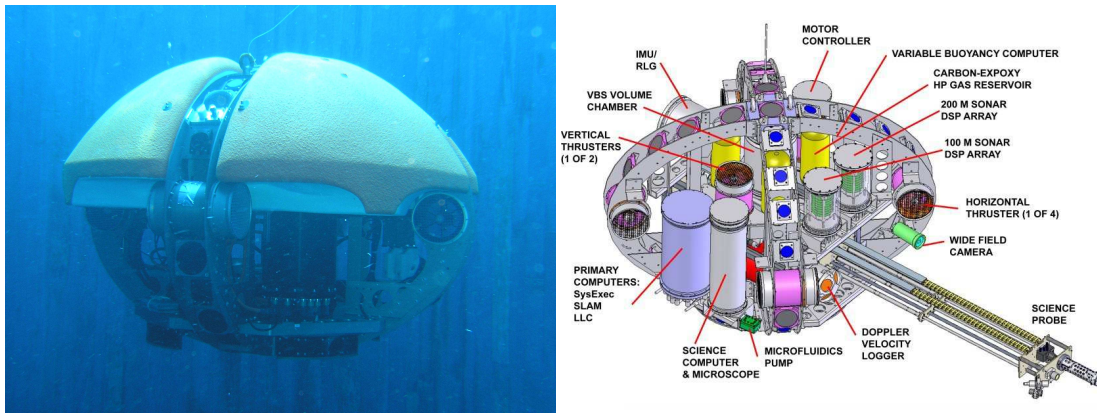 MOTOR
CONTROLLER
IMU/
RLG
VARIABLE BUOYANCY COMPUTER
VBS VOLUME
CHAMBER
CARBON-EXPOXY
HP GAS RESERVOIR
200 M SONAR
DSP ARRAY
VERTICAL
THRUSTERS
(1 OF 2)
100 M SONAR
DSP ARRAY
HORIZONTAL
THRUSTER (1 OF 4)
WIDE FIELD
CAMERA
PRIMARY
COMPUTERS:
SysExec
SLAM
LLC
SCIENCE
PROBE
SCIENCE
COMPUTER
& MICROSCOPE
MICROFLUIDICS
PUMP
DOPPLER
VELOCITY
LOGGER